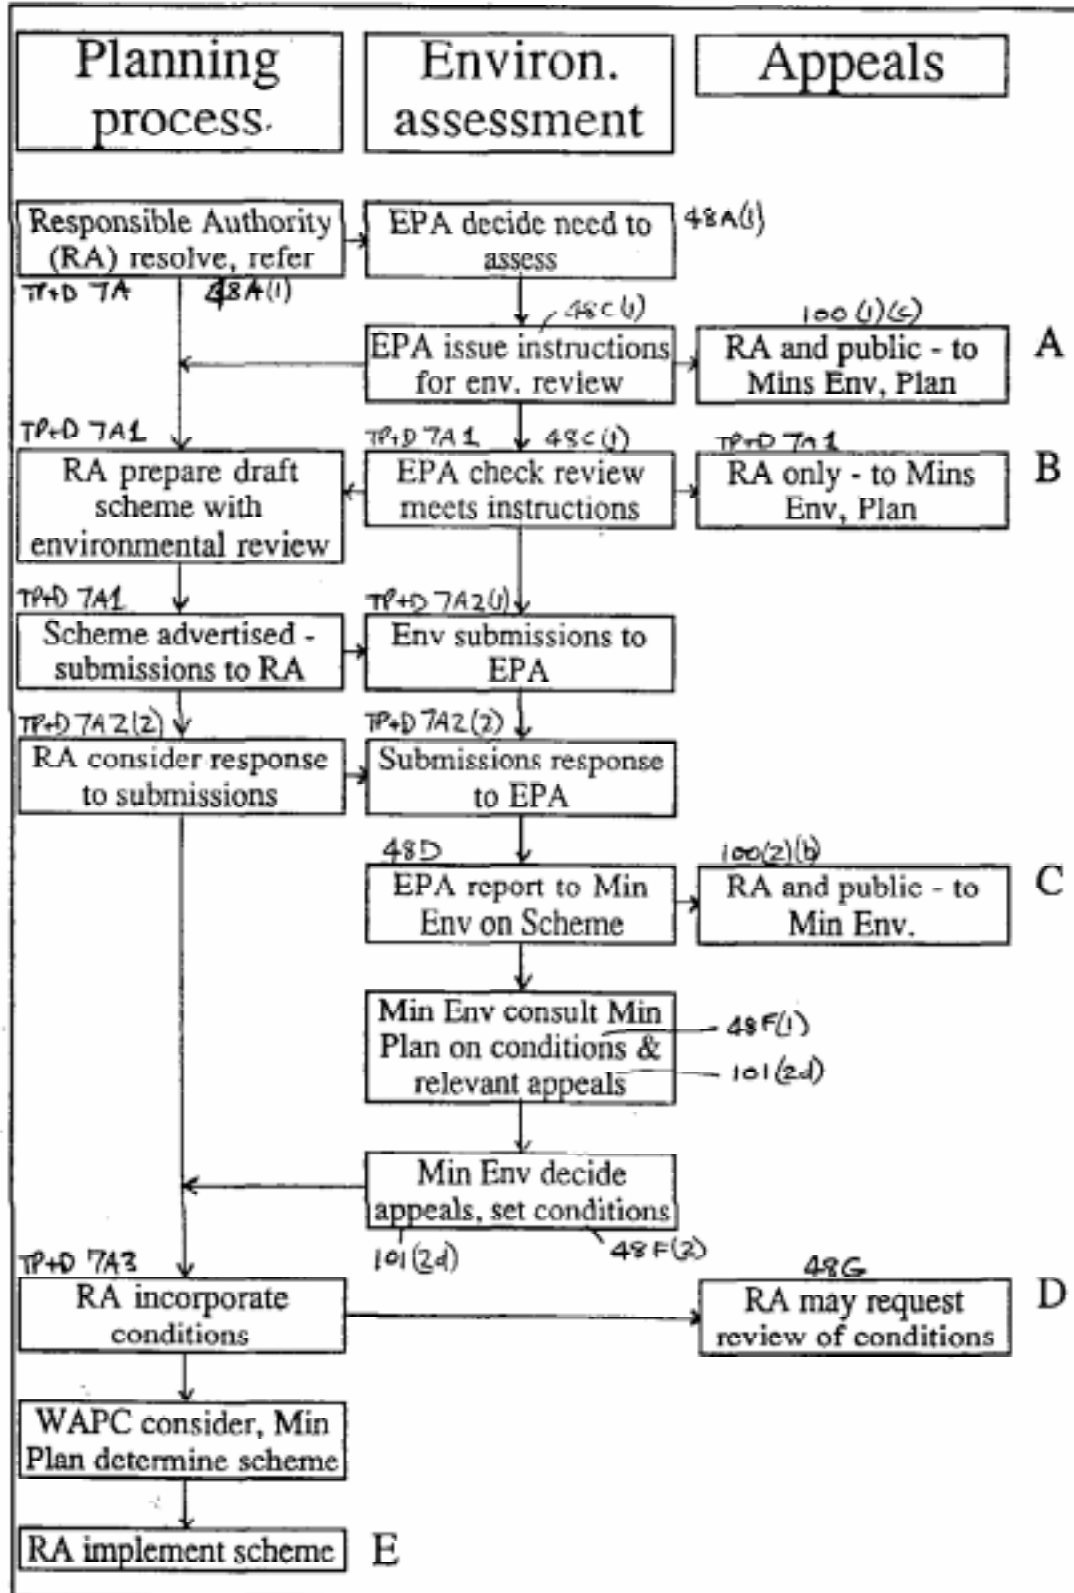 Planning
process
Environ.
assessment
Appeals
Responsible Authority
(RA) resolve, refer
TP+D 7A
48A(1)
EPA decide need to
assess
48A(1)
48C(1)
EPA issue instructions
for env. review
100(1)(c)
RA and public - to
Mins Env, Plan
A
TP+D 7A1
RA prepare draft
scheme with
environmental review
TP+D 7A1
48C(1)
EPA check review
meets instructions
TP+D 7A1
RA only - to Mins
Env, Plan
B
TP+D 7A1
Scheme advertised -
submissions to RA
TP+D 7A2(1)
Env submissions to
EPA
TP+D 7A2(2)
RA consider response
to submissions
TP+D 7A2(2)
Submissions response
to EPA
48D
EPA report to Min
Env on Scheme
100(2)(b)
RA and public - to
Min Env.
C
Min Env consult Min
Plan on conditions &
relevant appeals
48F(1)
101(2d)
Min Env decide
appeals, set conditions
101(2d)
48F(2)
TP+D 7A3
RA incorporate
conditions
48G
RA may request
review of conditions
D
WAPC consider, Min
Plan determine scheme
RA implement scheme
E